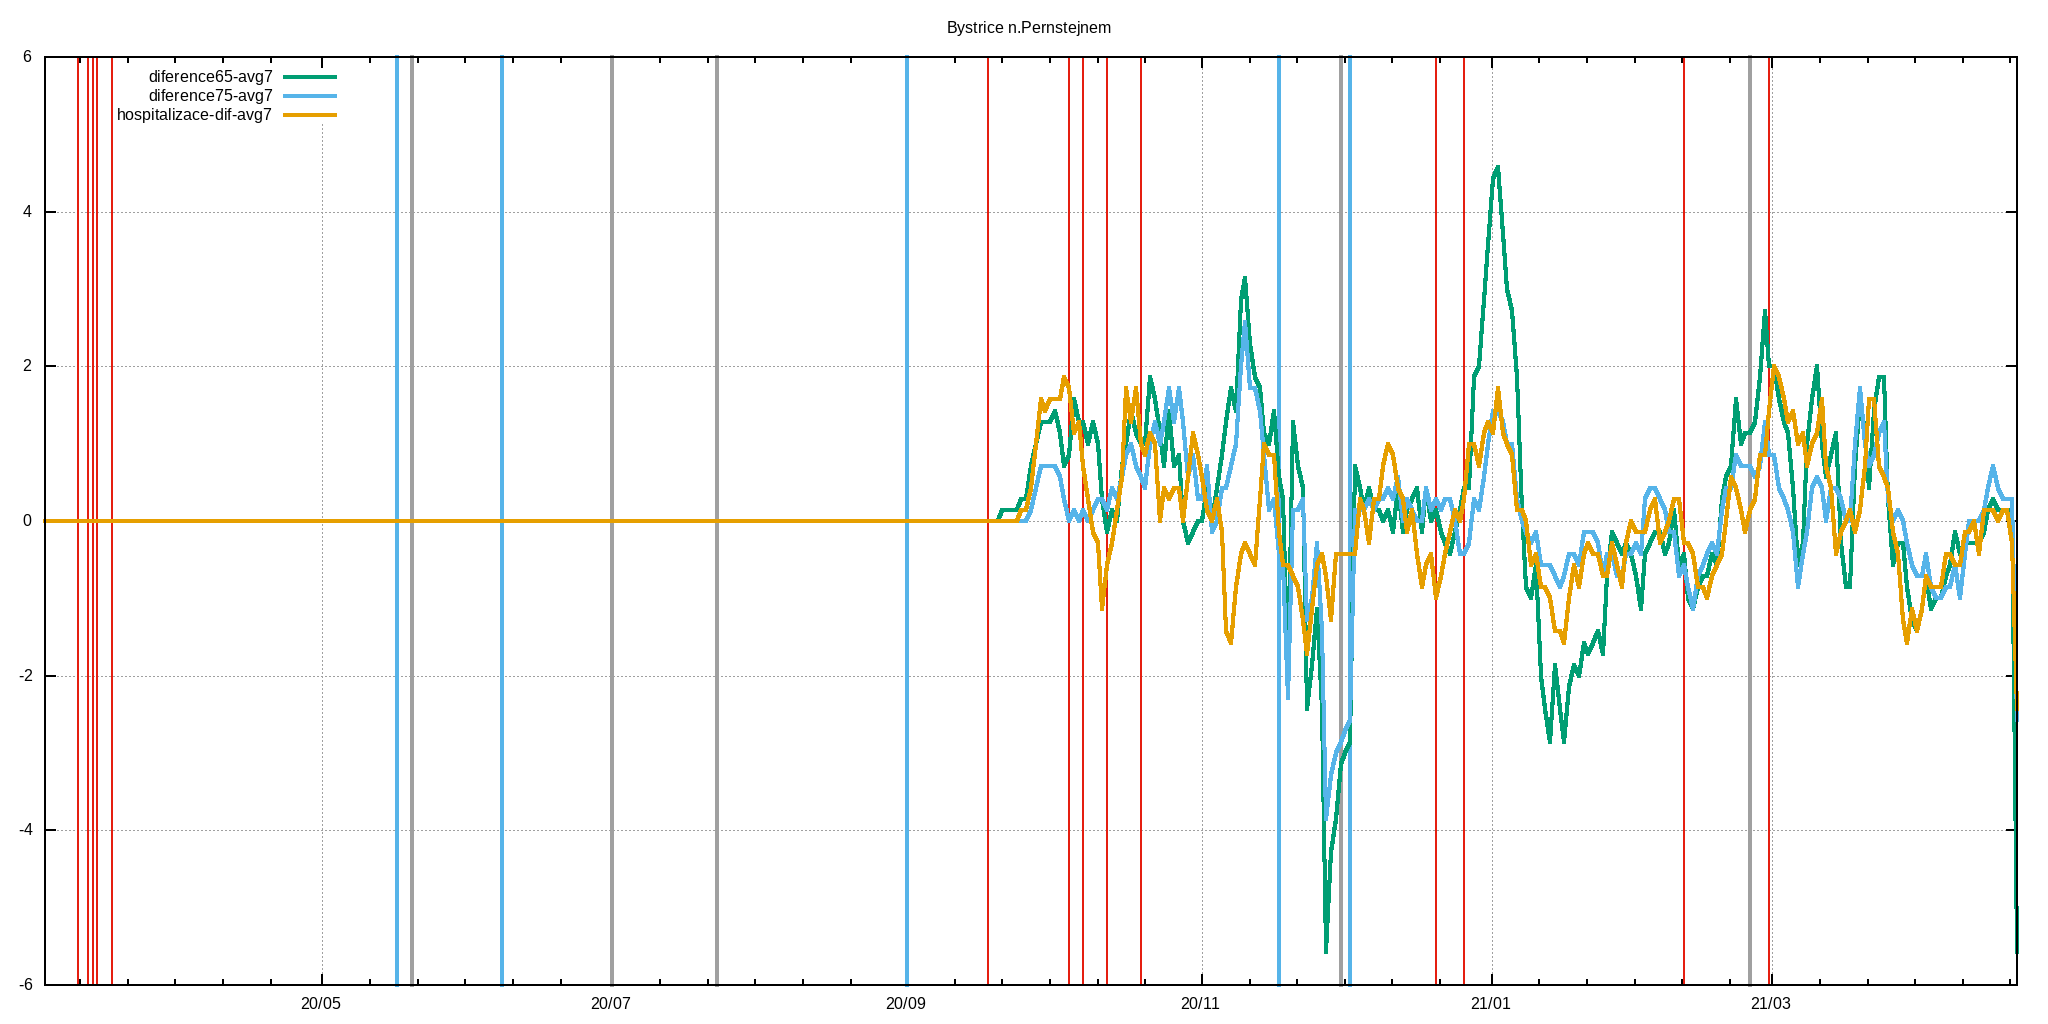 Bystrice n.Pernstejnem
6
diference65-avg7
diference75-avg7
hospitalizace-dif-avg7
4
2
0
-2
-4
-6
20/05 20/07 20/09 20/11 21/01 21/03